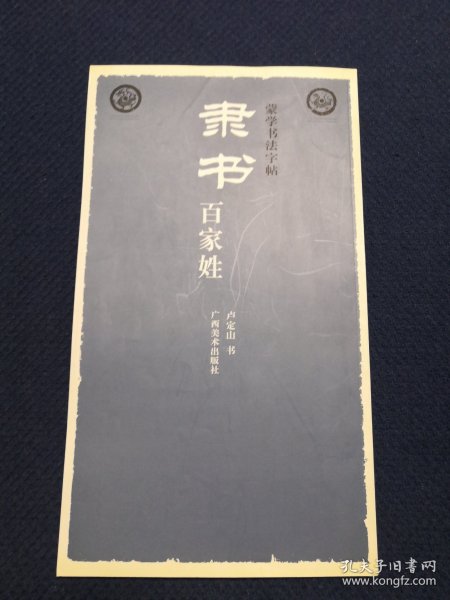 蒙学书法字帖
隶书
百家姓
卢定山 书
广西美术出版社
孔夫子旧书网
www.kongfz.com